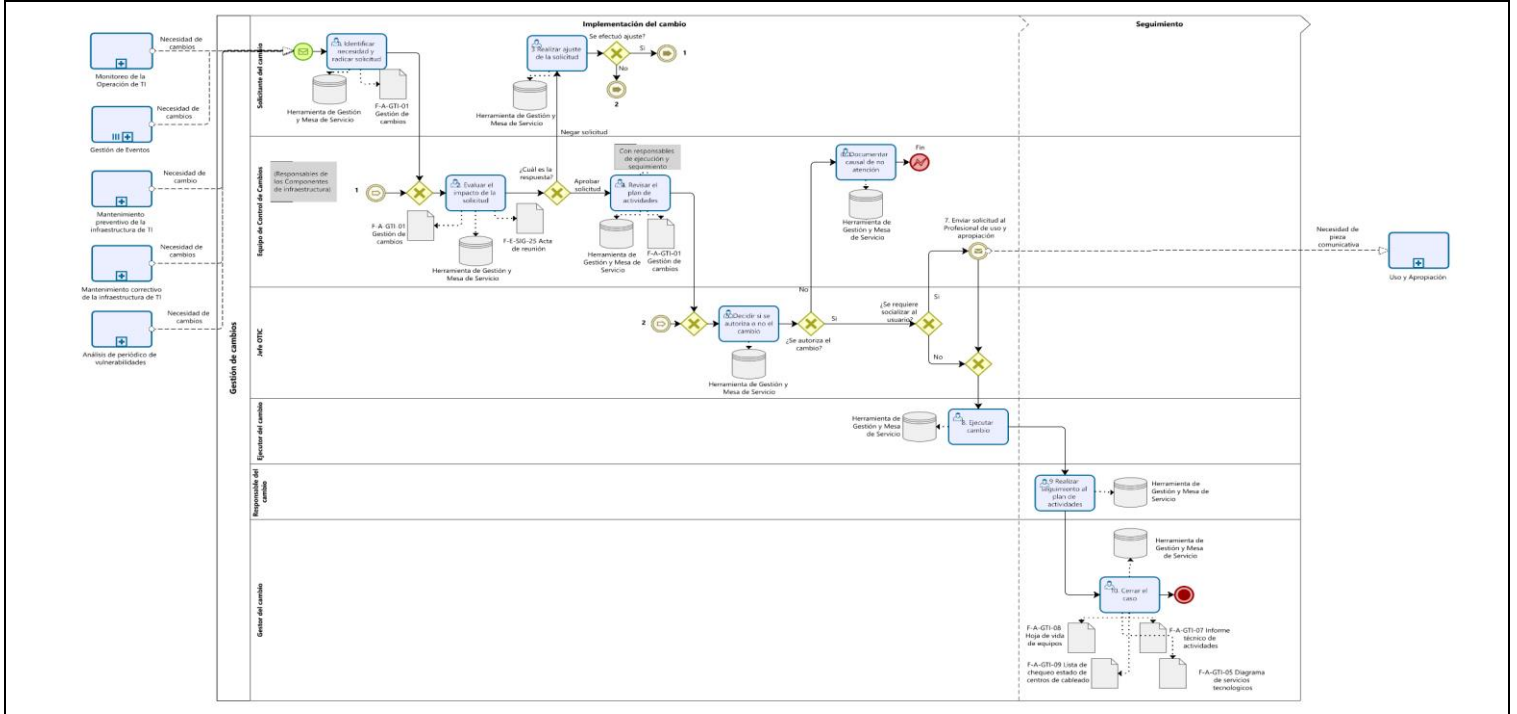 Implementación del cambio
Seguimiento
Gestión de cambios
Solicitante del cambio
Equipo de Control de Cambios
Jefe OTIC
Ejecutor del cambio
Responsable del
cambio
Gestor del cambio
Necesidad de
cambios
Monitoreo de la
Operación de TI
Necesidad de
cambios
Gestión de Eventos
Necesidad de
cambio
Mantenimiento
preventivo de la
infraestructura de TI
Necesidad de
cambios
Mantenimiento correctivo
de la infraestructura de TI
Necesidad de
cambios
Análisis de periódico de
vulnerabilidades
1. Identificar
necesidad y
radicar solicitud
Herramienta de Gestión
y Mesa de Servicio
F-A-GTI-01
Gestión de
cambios
3 Realizar ajuste
de la solicitud
Herramienta de Gestión
y Mesa de Servicio
Se efectuó ajuste?
Si
1
No
2
Negar solicitud
(Responsables de
los Componentes
de infraestructura)
1
2. Evaluar el
impacto de la
solicitud
F-A-GTI-01
Gestión de
cambios
Herramienta de Gestión y
Mesa de Servicio
F-E-SIG-25 Acta
de reunión
¿Cuál es la
respuesta?
Aprobar
solicitud
Con responsables
de ejecución y
seguimiento
4. Revisar el
plan de
actividades
Herramienta de
Gestión y Mesa de
Servicio
F-A-GTI-01
Gestión de
cambios
Documentar
causal de no
atención
Fin
Herramienta de
Gestión y Mesa
de Servicio
7. Enviar solicitud al
Profesional de uso y
apropiación
Necesidad de
pieza
comunicativa
Uso y Apropiación
2
Decidir si se
autoriza o no el
cambio
Herramienta de Gestión y
Mesa de Servicio
No
Si
¿Se autoriza el
cambio?
¿Se requiere
socializar al
usuario?
Si
No
Herramienta de
Gestión y Mesa
de Servicio
8. Ejecutar
cambio
9 Realizar
seguimiento al
plan de
actividades
Herramienta de
Gestión y Mesa de
Servicio
Herramienta de
Gestión y Mesa
de Servicio
10. Cerrar el
caso
F-A-GTI-08
Hoja de vida
de equipos
F-A-GTI-07 Informe
técnico de
actividades
F-A-GTI-09 Lista de
chequeo estado de
centros de cableado
F-A-GTI-05 Diagrama
de servicios
tecnologicos